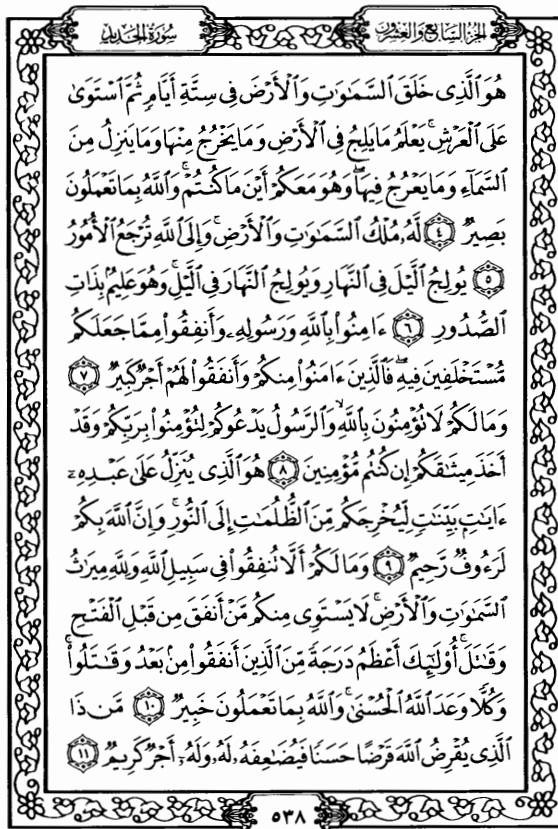 الجزء السابع والعشرون
سورة الحديد
هُوَ ٱلَّذِى خَلَقَ ٱلسَّمَٰوَٰتِ وَٱلْأَرْضَ فِى سِتَّةِ أَيَّامٍ ثُمَّ ٱسْتَوَىٰ
عَلَى ٱلْعَرْشِ ۚ يَعْلَمُ مَا يَلِجُ فِى ٱلْأَرْضِ وَمَا يَخْرُجُ مِنْهَا وَمَا يَنزِلُ مِنَ
ٱلسَّمَآءِ وَمَا يَعْرُجُ فِيهَا ۖ وَهُوَ مَعَكُمْ أَيْنَ مَا كُنتُمْ ۚ وَٱللَّهُ بِمَا تَعْمَلُونَ
بَصِيرٌ ٤ لَّهُۥ مُلْكُ ٱلسَّمَٰوَٰتِ وَٱلْأَرْضِ ۚ وَإِلَى ٱللَّهِ تُرْجَعُ ٱلْأُمُورُ
٥ يُولِجُ ٱلَّيْلَ فِى ٱلنَّهَارِ وَيُولِجُ ٱلنَّهَارَ فِى ٱلَّيْلِ ۚ وَهُوَ عَلِيمٌۢ بِذَاتِ
ٱلصُّدُورِ ٦ ءَامِنُوا۟ بِٱللَّهِ وَرَسُولِهِۦ وَأَنفِقُوا۟ مِمَّا جَعَلَكُم
مُّسْتَخْلَفِينَ فِيهِ ۖ فَٱلَّذِينَ ءَامَنُوا۟ مِنكُمْ وَأَنفَقُوا۟ لَهُمْ أَجْرٌ كَبِيرٌ ٧
وَمَا لَكُمْ لَا تُؤْمِنُونَ بِٱللَّهِ ۙ وَٱلرَّسُولُ يَدْعُوكُمْ لِتُؤْمِنُوا۟ بِرَبِّكُمْ وَقَدْ
أَخَذَ مِيثَٰقَكُمْ إِن كُنتُم مُّؤْمِنِينَ ٨ هُوَ ٱلَّذِى يُنَزِّلُ عَلَىٰ عَبْدِهِۦٓ
ءَايَٰتٍۭ بَيِّنَٰتٍ لِّيُخْرِجَكُم مِّنَ ٱلظُّلُمَٰتِ إِلَى ٱلنُّورِ ۚ وَإِنَّ ٱللَّهَ بِكُمْ
لَرَءُوفٌ رَّحِيمٌ ٩ وَمَا لَكُمْ أَلَّا تُنفِقُوا۟ فِى سَبِيلِ ٱللَّهِ وَلِلَّهِ مِيرَٰثُ
ٱلسَّمَٰوَٰتِ وَٱلْأَرْضِ ۚ لَا يَسْتَوِى مِنكُم مَّنْ أَنفَقَ مِن قَبْلِ ٱلْفَتْحِ
وَقَٰتَلَ ۚ أُو۟لَٰٓئِكَ أَعْظَمُ دَرَجَةً مِّنَ ٱلَّذِينَ أَنفَقُوا۟ مِنۢ بَعْدُ وَقَٰتَلُوا۟ ۚ
وَكُلًّا وَعَدَ ٱللَّهُ ٱلْحُسْنَىٰ ۚ وَٱللَّهُ بِمَا تَعْمَلُونَ خَبِيرٌ ١٠ مَّن ذَا
ٱلَّذِى يُقْرِضُ ٱللَّهَ قَرْضًا حَسَنًا فَيُضَٰعِفَهُۥ لَهُۥ وَلَهُۥٓ أَجْرٌ كَرِيمٌ ١١
٥٣٨